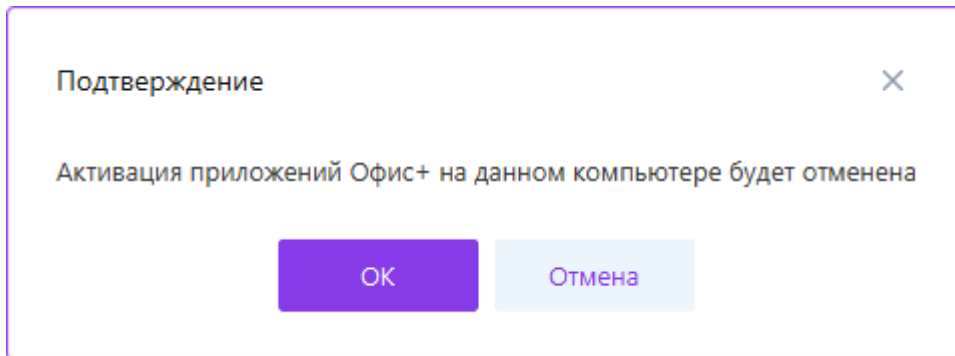 Подтверждение
Активация приложений Офис+ на данном компьютере будет отменена
ОК
Отмена